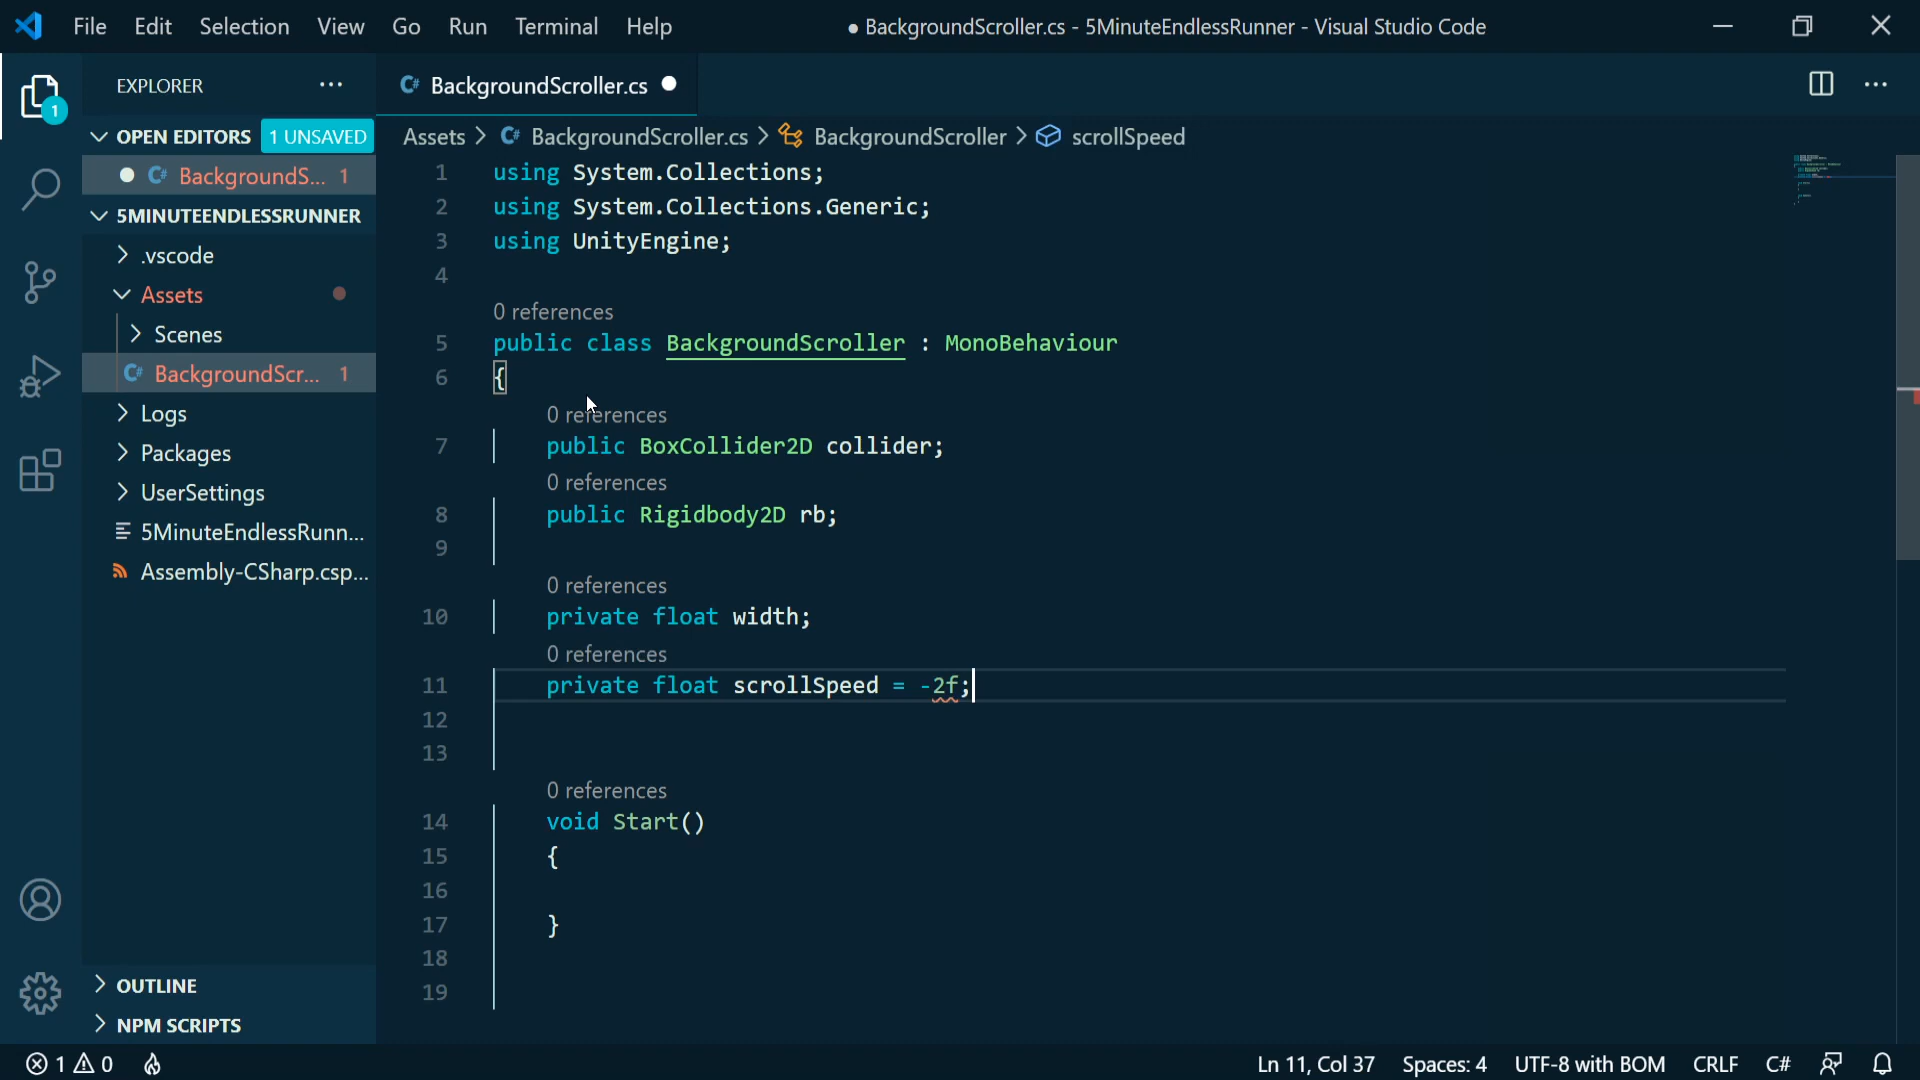 File Edit Selection View Go Run Terminal Help
● BackgroundScroller.cs - 5MinuteEndlessRunner - Visual Studio Code
EXPLORER
OPEN EDITORS 1 UNSAVED
BackgroundS... 1
5MINUTEENDLESSRUNNER
.vscode
Assets
Scenes
BackgroundScr... 1
Logs
Packages
UserSettings
5MinuteEndlessRunn...
Assembly-CSharp.csp...
OUTLINE
NPM SCRIPTS
1
BackgroundScroller.cs
Assets > BackgroundScroller.cs > BackgroundScroller > scrollSpeed
1 using System.Collections;
2 using System.Collections.Generic;
3 using UnityEngine;
4
0 references
5 public class BackgroundScroller : MonoBehaviour
6 {
0 references
7 public BoxCollider2D collider;
0 references
8 public Rigidbody2D rb;
9
0 references
10 private float width;
0 references
11 private float scrollSpeed = -2f;
12
13
0 references
14 void Start()
15 {
16
17 }
18
19
1 0
Ln 11, Col 37 Spaces: 4 UTF-8 with BOM CRLF C#